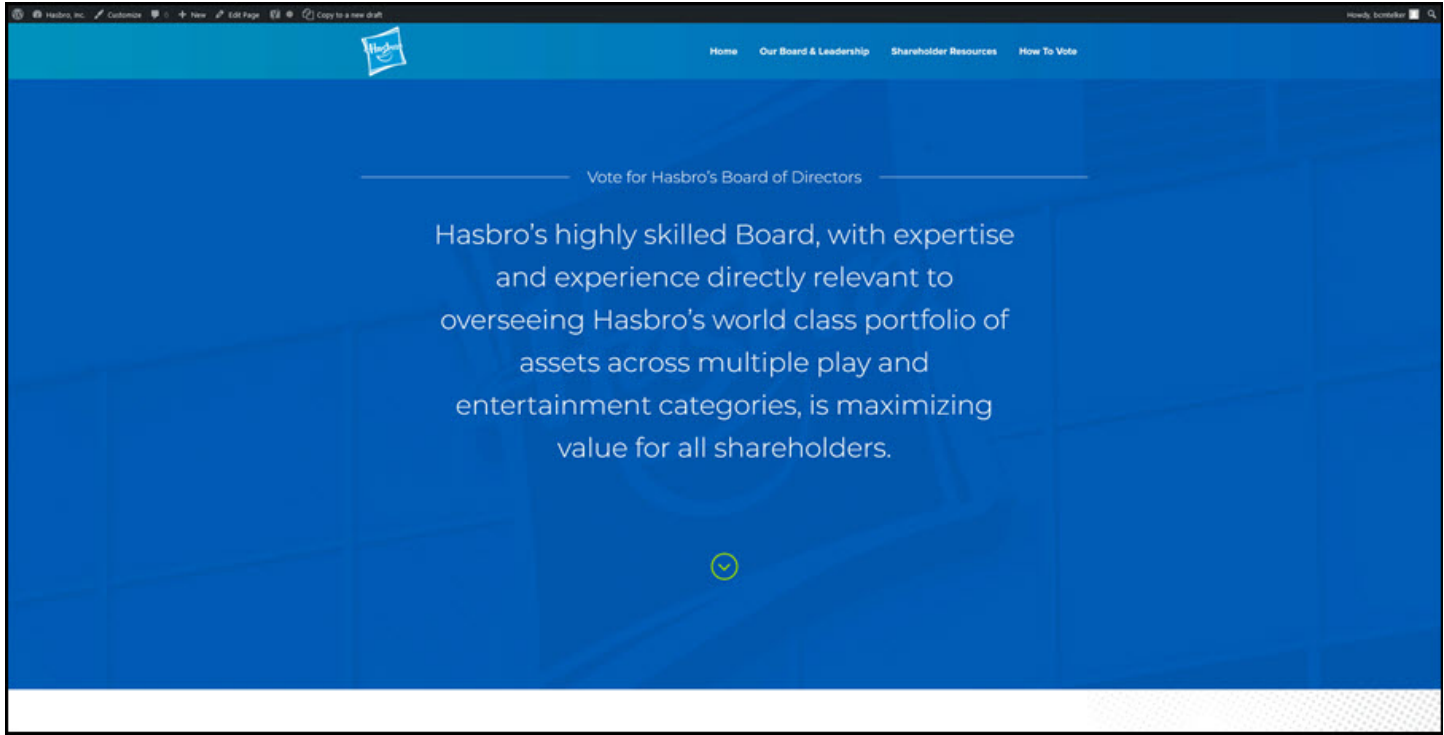 Hasbro, Inc. Customize 0 New Edit Page Copy to a new draft Howdy, bcmtelker
Hasbro
Home Our Board & Leadership Shareholder Resources How To Vote
Vote for Hasbro’s Board of Directors
Hasbro’s highly skilled Board, with expertise
and experience directly relevant to
overseeing Hasbro’s world class portfolio of
assets across multiple play and
entertainment categories, is maximizing
value for all shareholders.